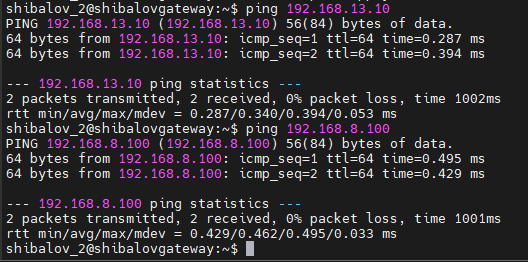 shibalov_2@shibalovgateway:~$ ping 192.168.13.10
PING 192.168.13.10 (192.168.13.10) 56(84) bytes of data.
64 bytes from 192.168.13.10: icmp_seq=1 ttl=64 time=0.287 ms
64 bytes from 192.168.13.10: icmp_seq=2 ttl=64 time=0.394 ms

--- 192.168.13.10 ping statistics ---
2 packets transmitted, 2 received, 0% packet loss, time 1002ms
rtt min/avg/max/mdev = 0.287/0.340/0.394/0.053 ms
shibalov_2@shibalovgateway:~$ ping 192.168.8.100
PING 192.168.8.100 (192.168.8.100) 56(84) bytes of data.
64 bytes from 192.168.8.100: icmp_seq=1 ttl=64 time=0.495 ms
64 bytes from 192.168.8.100: icmp_seq=2 ttl=64 time=0.429 ms

--- 192.168.8.100 ping statistics ---
2 packets transmitted, 2 received, 0% packet loss, time 1001ms
rtt min/avg/max/mdev = 0.429/0.462/0.495/0.033 ms
shibalov_2@shibalovgateway:~$